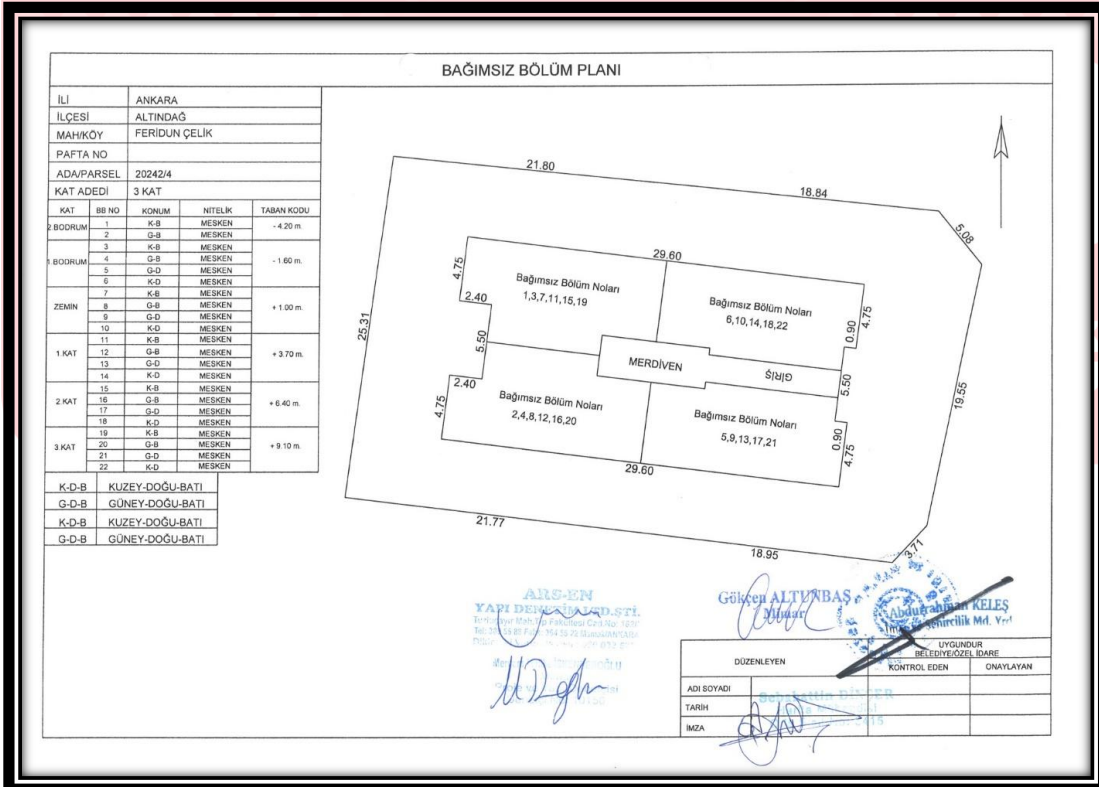 BAĞIMSIZ BÖLÜM PLANI
İLİ ANKARA
İLÇESİ ALTINDAĞ
MAH/KÖY FERİDUN ÇELİK
PAFTA NO
ADA/PARSEL 20242/4
KAT ADEDİ 3 KAT
KAT BB NO KONUM NİTELİK TABAN KODU
2.BODRUM - 4.20 m.
1 K-B MESKEN
2 G-B MESKEN
1.BODRUM - 1.60 m.
3 K-B MESKEN
4 G-B MESKEN
5 G-D MESKEN
6 K-D MESKEN
ZEMİN + 1.00 m.
7 K-B MESKEN
8 G-B MESKEN
9 G-D MESKEN
10 K-D MESKEN
1.KAT + 3.70 m.
11 K-B MESKEN
12 G-B MESKEN
13 G-D MESKEN
14 K-D MESKEN
2.KAT + 6.40 m.
15 K-B MESKEN
16 G-B MESKEN
17 G-D MESKEN
18 K-D MESKEN
3.KAT + 9.10 m.
19 K-B MESKEN
20 G-B MESKEN
21 G-D MESKEN
22 K-D MESKEN
K-D-B KUZEY-DOĞU-BATI
G-D-B GÜNEY-DOĞU-BATI
K-D-B KUZEY-DOĞU-BATI
G-D-B GÜNEY-DOĞU-BATI
21.80
18.84
5.08
29.60
4.75
2.40
Bağımsız Bölüm Noları
1,3,7,11,15,19
Bağımsız Bölüm Noları
6,10,14,18,22
4.75
0.90
25.31
5.50
MERDİVEN
GİRİŞ
5.50
19.55
2.40
4.75
Bağımsız Bölüm Noları
2,4,8,12,16,20
Bağımsız Bölüm Noları
5,9,13,17,21
0.90
4.75
29.60
21.77
18.95
3.71
ARS-EN
YAPI DENETİM LTD.ŞTİ.
Gökçen ALTUNBAŞ
Mimar
Abdurrahman KELEŞ
DÜZENLEYEN
UYGUNDUR
BELEDİYE/ÖZEL İDARE
KONTROL EDEN ONAYLAYAN
ADI SOYADI
TARİH
İMZA